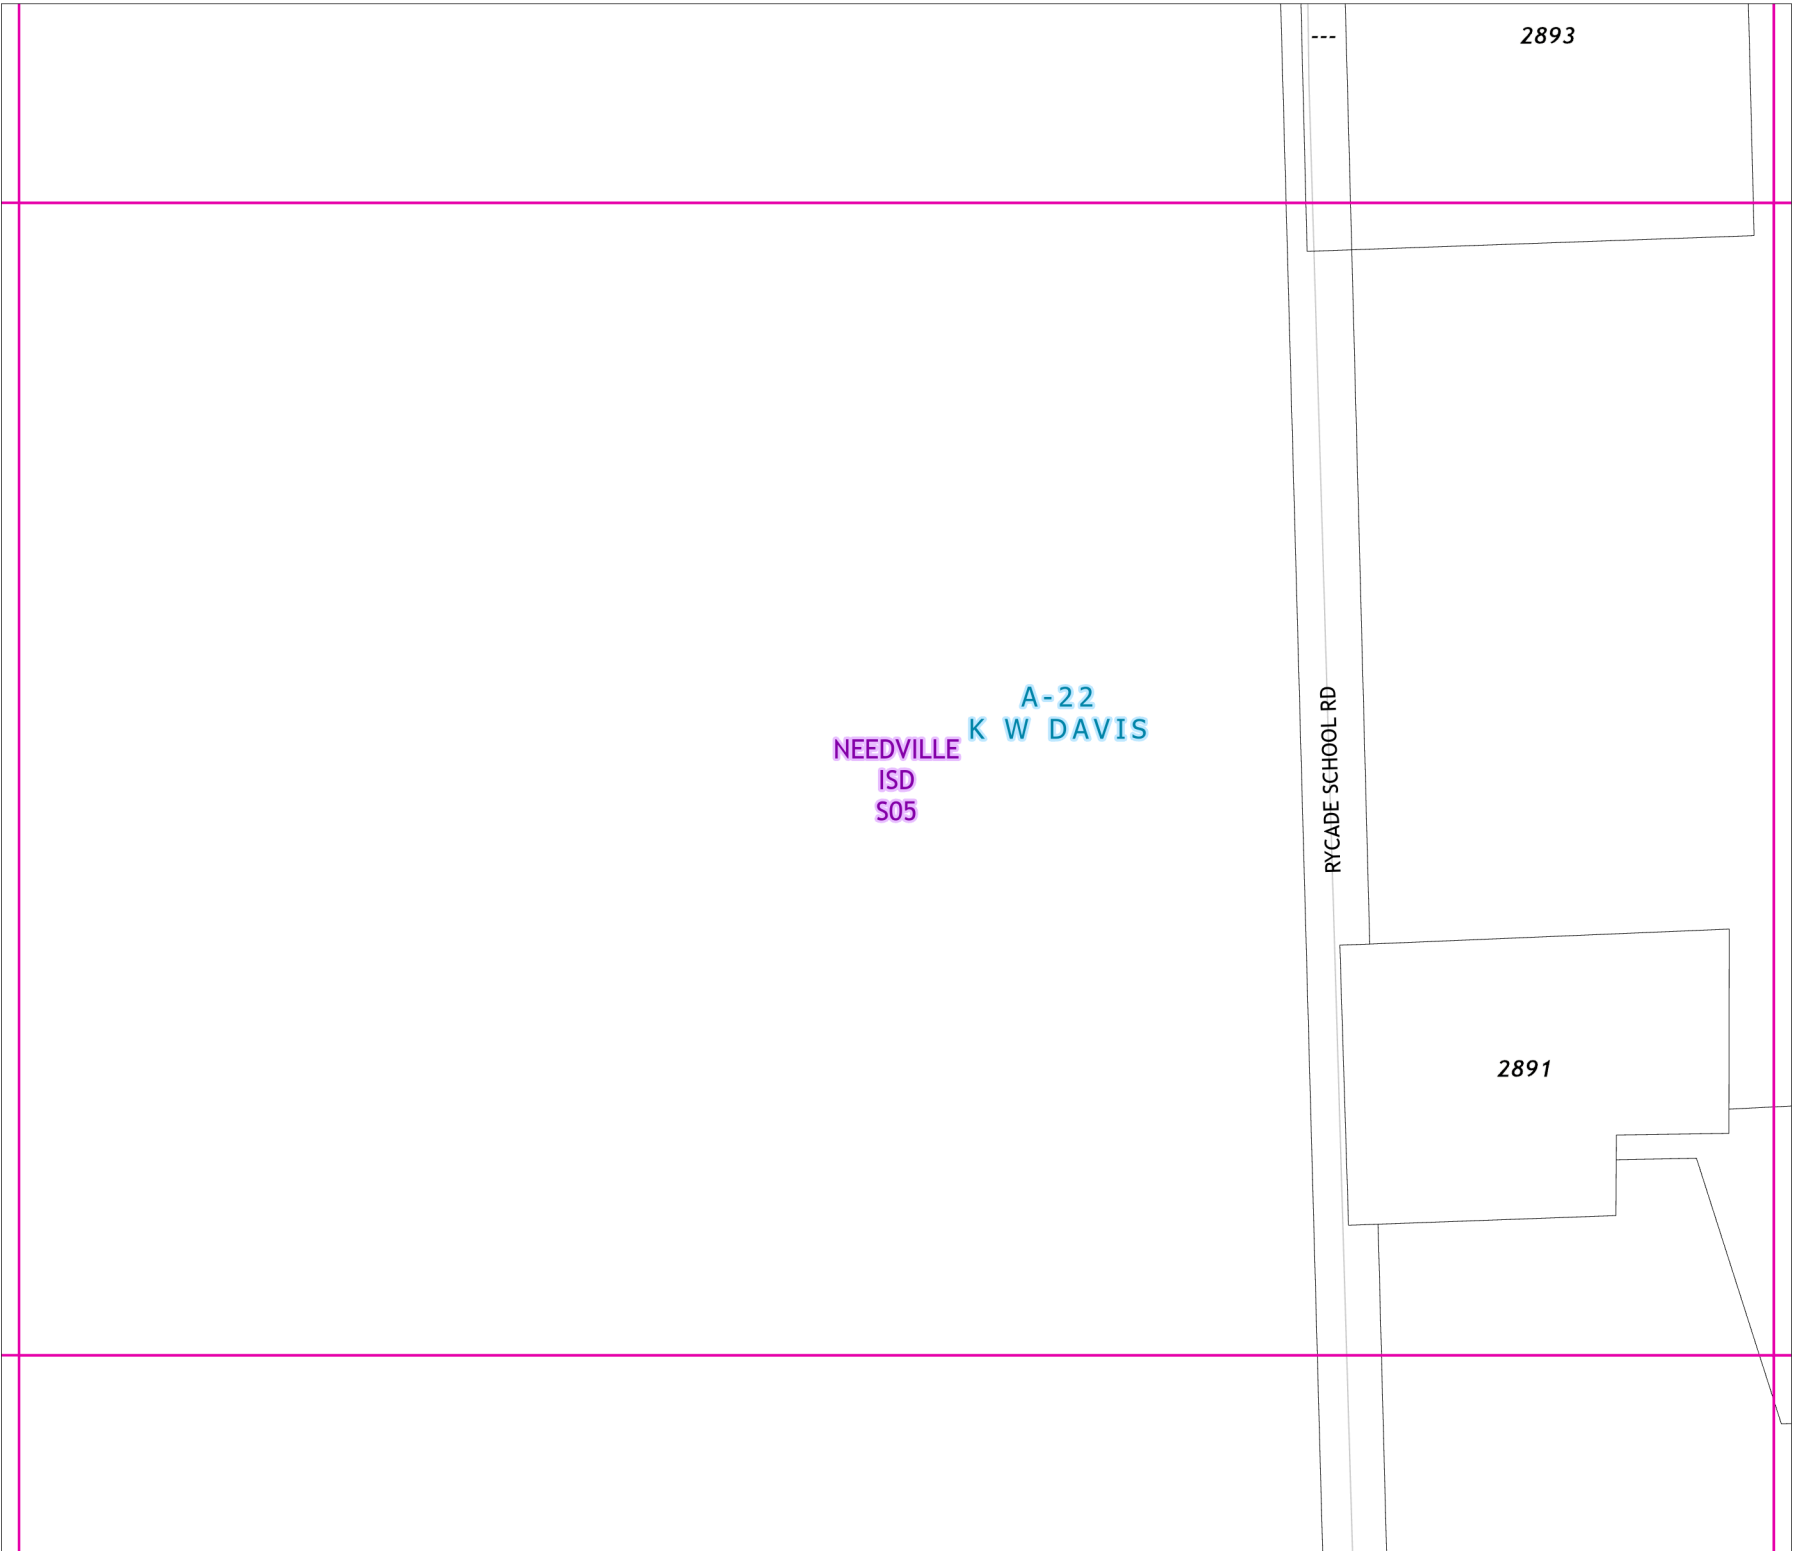 ---
2893
A-22
K W DAVIS
NEEDVILLE
ISD
S05
RYCADE SCHOOL RD
2891